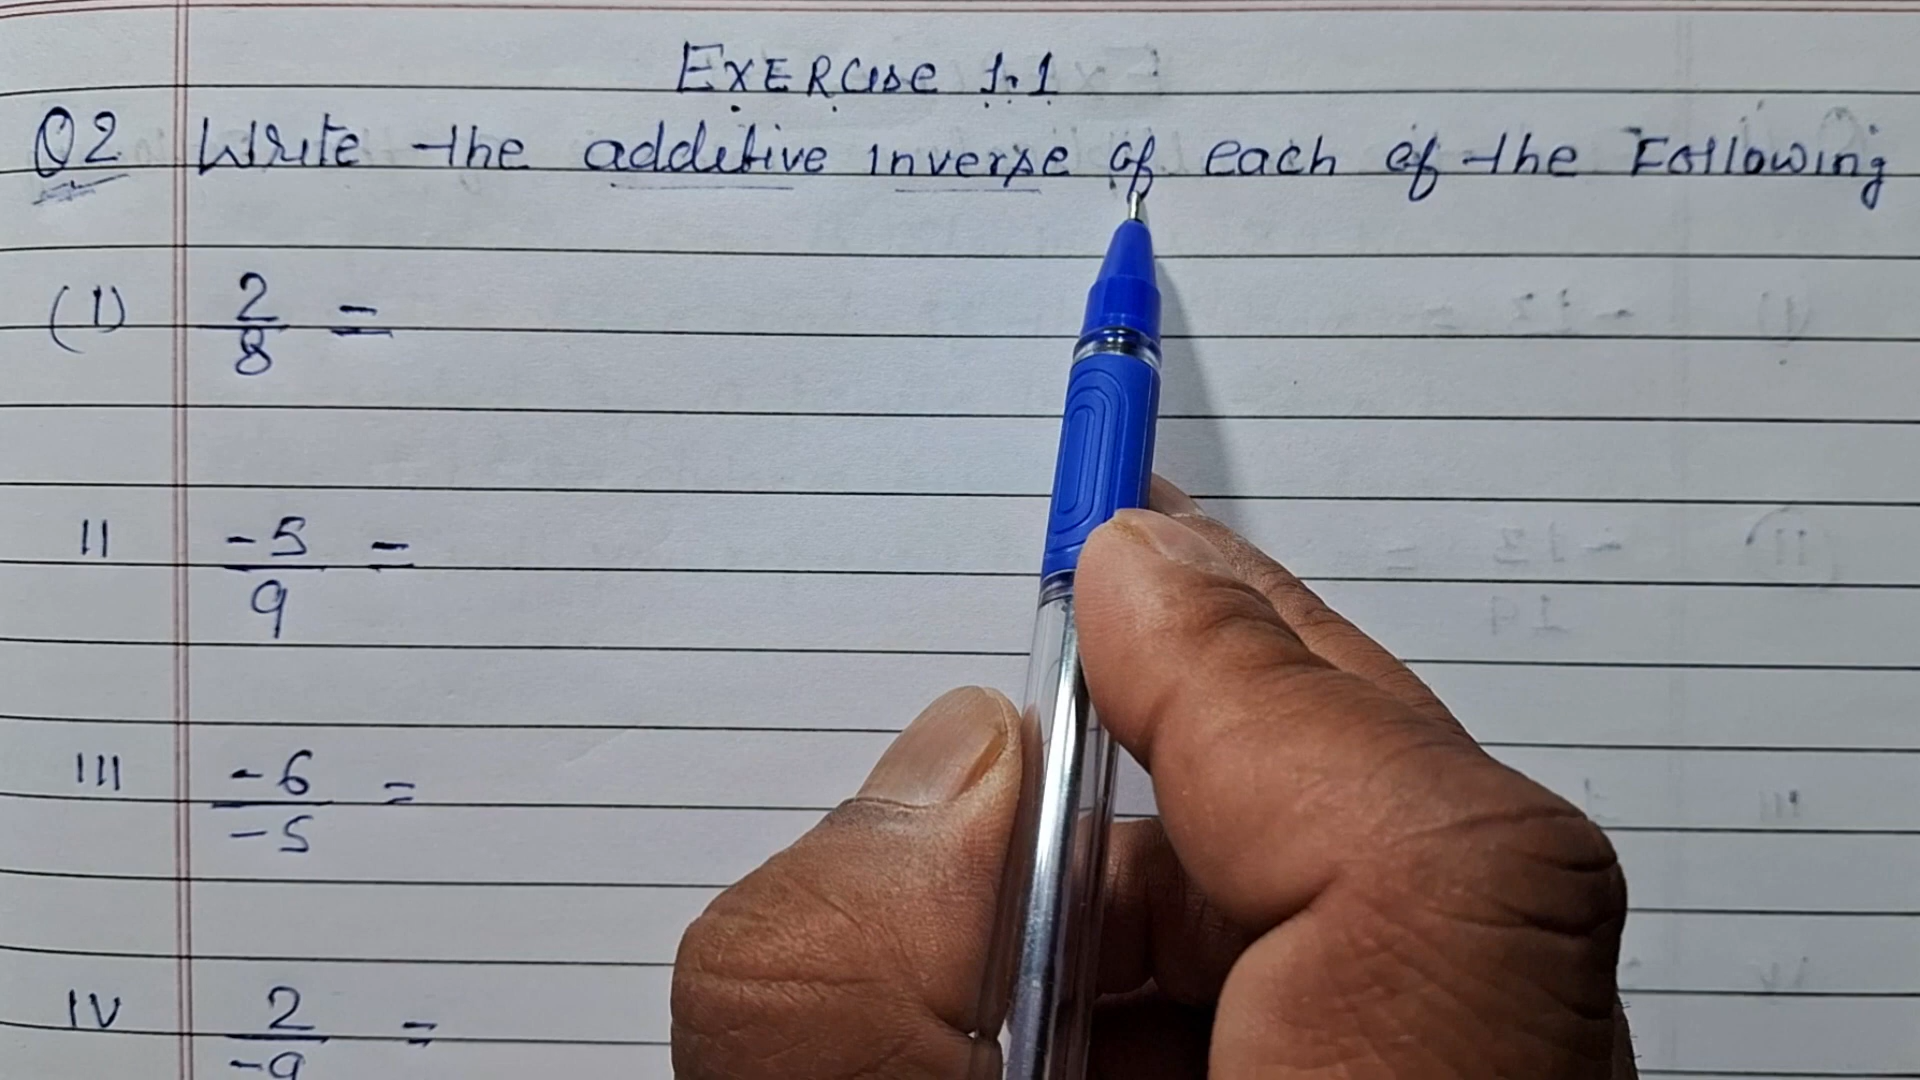 EXERCise 1.1
Q2 Write the additive inverse of each of the Following
(I) 2/8 =
II -5/9 =
III -6/-5 =
IV 2/-9 =